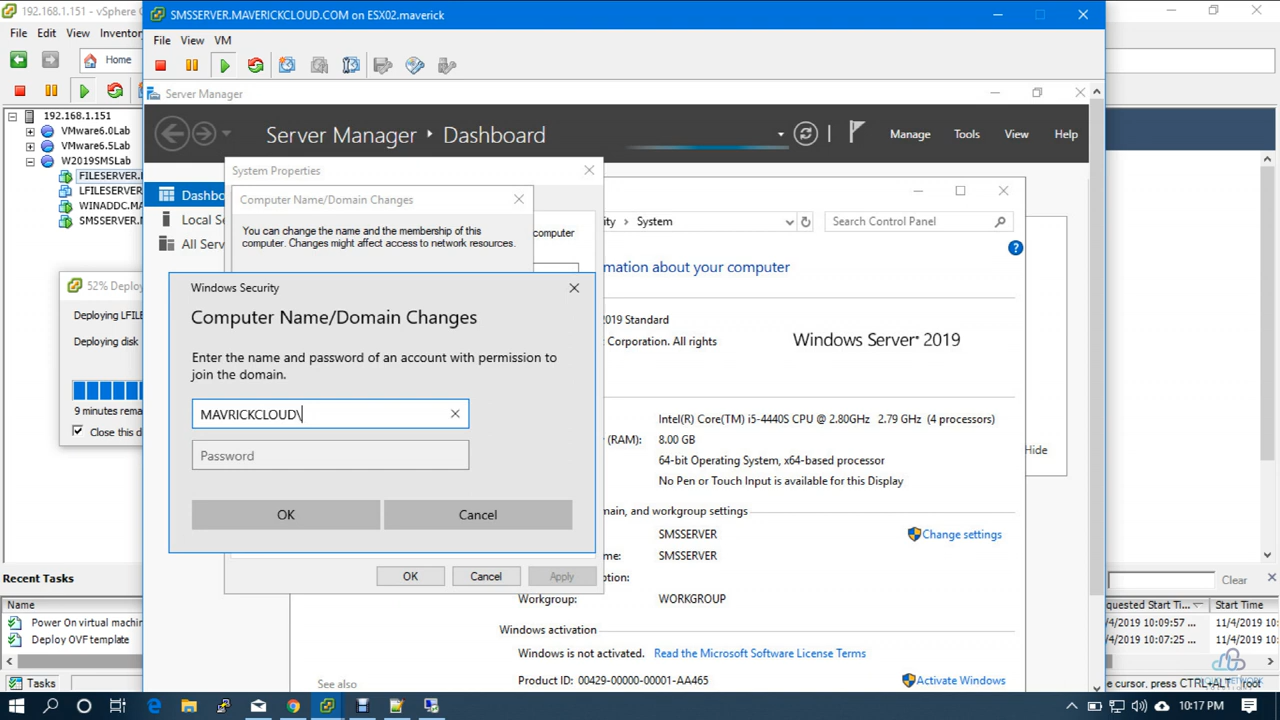 192.168.1.151 - vSphere C
File Edit View Inventor
Home
192.168.1.151
VMware6.0Lab
VMware6.5Lab
W2019SMSLab
FILESERVER.
LFILESERVER
WINADDC.MA
SMSSERVER.M
52% Deplo
Deploying LFIL
Deploying disk
9 minutes rema
Close this d
SMSSERVER.MAVERICKCLOUD.COM on ESX02.maverick
File View VM
Server Manager
Server Manager ‣ Dashboard
Manage Tools View Help
Dashbo
Local Se
All Serv
System Properties
Computer Name/Domain Changes
You can change the name and the membership of this
computer. Changes might affect access to network resources.
computer
Windows Security
Computer Name/Domain Changes
Enter the name and password of an account with permission to
join the domain.
MAVRICKCLOUD\
Password
OK Cancel
OK Cancel Apply
ity › System
Search Control Panel
mation about your computer
2019 Standard
Corporation. All rights
Windows Server 2019
Intel(R) Core(TM) i5-4440S CPU @ 2.80GHz 2.79 GHz (4 processors)
(RAM): 8.00 GB
64-bit Operating System, x64-based processor
No Pen or Touch Input is available for this Display
main, and workgroup settings
SMSSERVER
Change settings
me: SMSSERVER
ption:
Workgroup: WORKGROUP
Windows activation
Windows is not activated. Read the Microsoft Software License Terms
Product ID: 00429-00000-00001-AA465
Activate Windows
See also
Hide
Recent Tasks
Name
Power On virtual machin
Deploy OVF template
Tasks
Clear
equested Start Ti... Start Time
11/4/2019 10:09:57 ... 11/4/2019
11/4/2019 10:07:25 ... 11/4/2019
e cursor, press CTRL+ALT root
10:17 PM